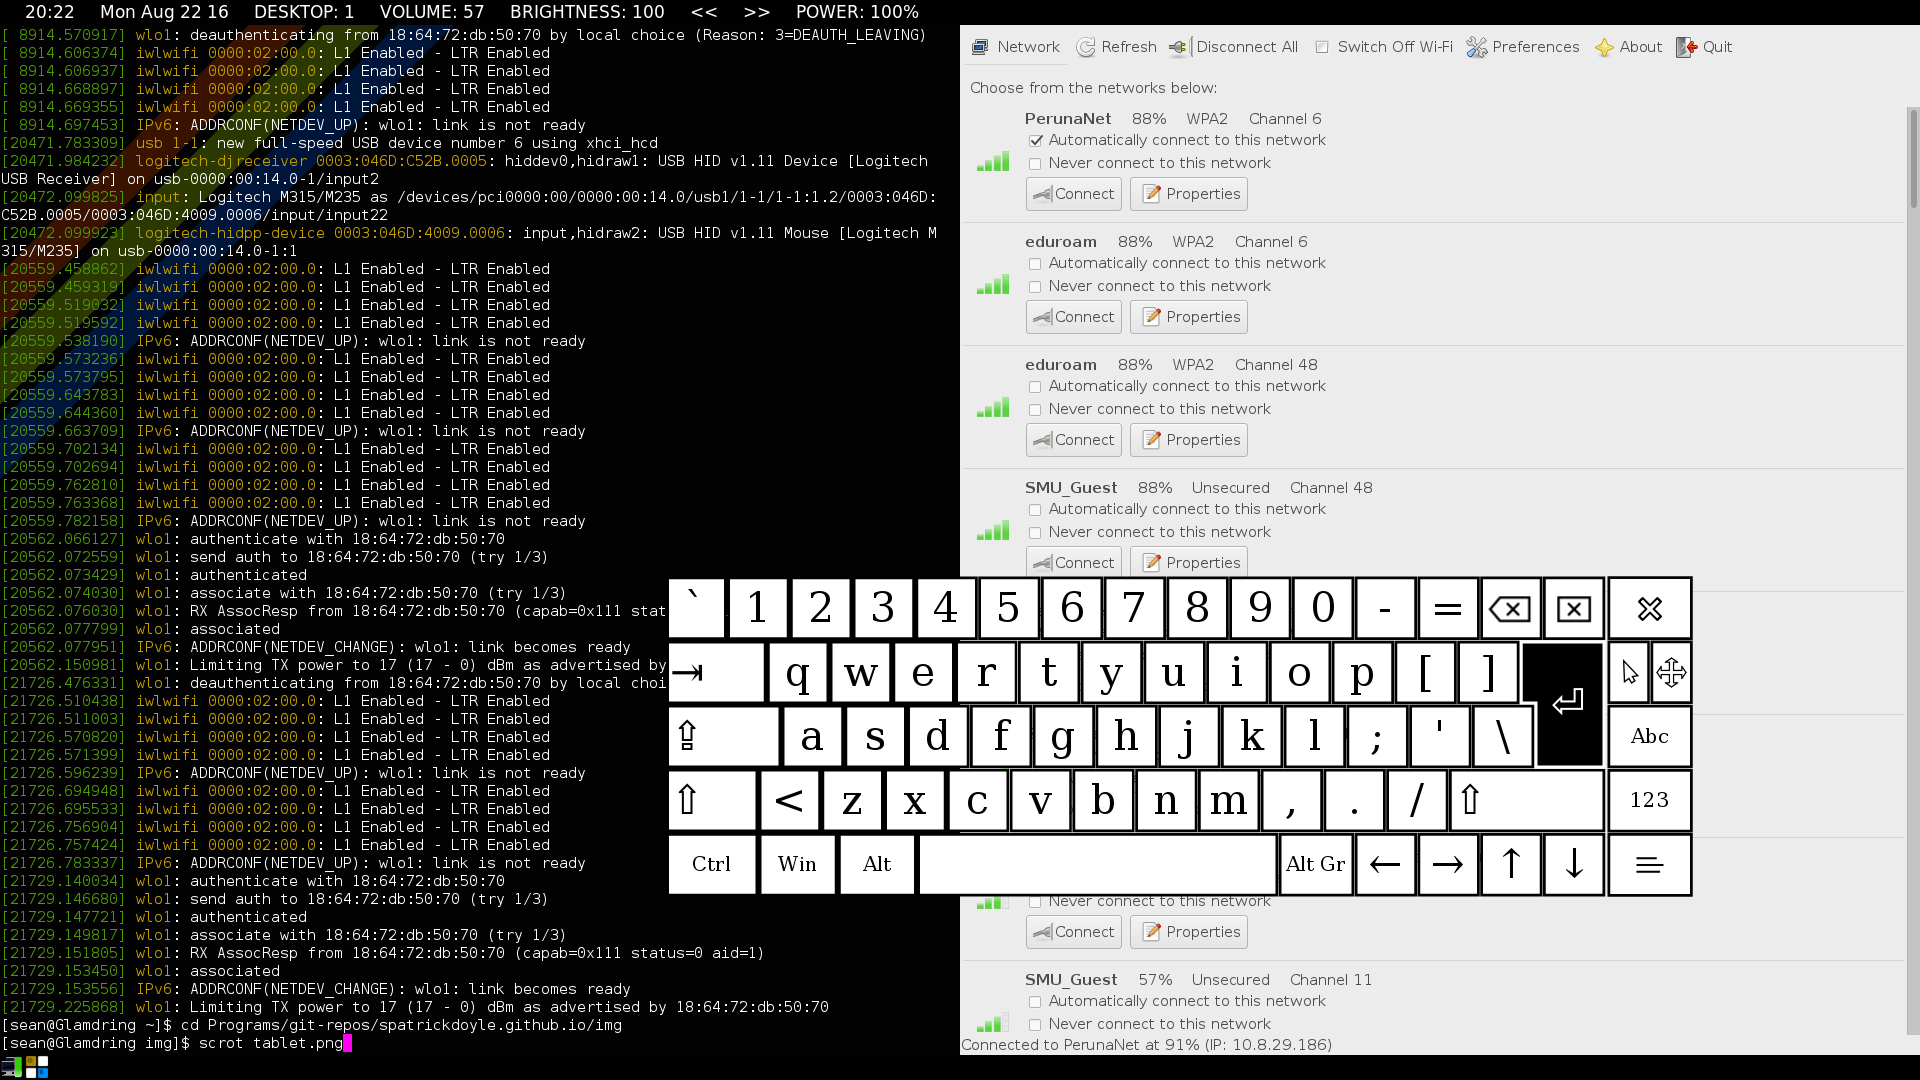 20:22 Mon Aug 22 16 DESKTOP: 1 VOLUME: 57 BRIGHTNESS: 100 << >> POWER: 100%
[ 8914.570917] wlo1: deauthenticating from 18:64:72:db:50:70 by local choice (Reason: 3=DEAUTH_LEAVING)
[ 8914.606374] iwlwifi 0000:02:00.0: L1 Enabled - LTR Enabled
[ 8914.606937] iwlwifi 0000:02:00.0: L1 Enabled - LTR Enabled
[ 8914.668897] iwlwifi 0000:02:00.0: L1 Enabled - LTR Enabled
[ 8914.669355] iwlwifi 0000:02:00.0: L1 Enabled - LTR Enabled
[ 8914.697453] IPv6: ADDRCONF(NETDEV_UP): wlo1: link is not ready
[20471.783309] usb 1-1: new full-speed USB device number 6 using xhci_hcd
[20471.984232] logitech-djreceiver 0003:046D:C52B.0005: hiddev0,hidraw1: USB HID v1.11 Device [Logitech
USB Receiver] on usb-0000:00:14.0-1/input2
[20472.099825] input: Logitech M315/M235 as /devices/pci0000:00/0000:00:14.0/usb1/1-1/1-1:1.2/0003:046D:
C52B.0005/0003:046D:4009.0006/input/input22
[20472.099923] logitech-hidpp-device 0003:046D:4009.0006: input,hidraw2: USB HID v1.11 Mouse [Logitech M
315/M235] on usb-0000:00:14.0-1:1
[20559.458862] iwlwifi 0000:02:00.0: L1 Enabled - LTR Enabled
[20559.459319] iwlwifi 0000:02:00.0: L1 Enabled - LTR Enabled
[20559.519032] iwlwifi 0000:02:00.0: L1 Enabled - LTR Enabled
[20559.519592] iwlwifi 0000:02:00.0: L1 Enabled - LTR Enabled
[20559.538190] IPv6: ADDRCONF(NETDEV_UP): wlo1: link is not ready
[20559.573236] iwlwifi 0000:02:00.0: L1 Enabled - LTR Enabled
[20559.573795] iwlwifi 0000:02:00.0: L1 Enabled - LTR Enabled
[20559.643783] iwlwifi 0000:02:00.0: L1 Enabled - LTR Enabled
[20559.644360] iwlwifi 0000:02:00.0: L1 Enabled - LTR Enabled
[20559.663709] IPv6: ADDRCONF(NETDEV_UP): wlo1: link is not ready
[20559.702134] iwlwifi 0000:02:00.0: L1 Enabled - LTR Enabled
[20559.702694] iwlwifi 0000:02:00.0: L1 Enabled - LTR Enabled
[20559.762810] iwlwifi 0000:02:00.0: L1 Enabled - LTR Enabled
[20559.763368] iwlwifi 0000:02:00.0: L1 Enabled - LTR Enabled
[20559.782158] IPv6: ADDRCONF(NETDEV_UP): wlo1: link is not ready
[20562.066127] wlo1: authenticate with 18:64:72:db:50:70
[20562.072559] wlo1: send auth to 18:64:72:db:50:70 (try 1/3)
[20562.073429] wlo1: authenticated
[20562.074030] wlo1: associate with 18:64:72:db:50:70 (try 1/3)
[20562.076030] wlo1: RX AssocResp from 18:64:72:db:50:70 (capab=0x111 stat
[20562.077799] wlo1: associated
[20562.077951] IPv6: ADDRCONF(NETDEV_CHANGE): wlo1: link becomes ready
[20562.150981] wlo1: Limiting TX power to 17 (17 - 0) dBm as advertised by
[21726.476331] wlo1: deauthenticating from 18:64:72:db:50:70 by local choi
[21726.510438] iwlwifi 0000:02:00.0: L1 Enabled - LTR Enabled
[21726.511003] iwlwifi 0000:02:00.0: L1 Enabled - LTR Enabled
[21726.570820] iwlwifi 0000:02:00.0: L1 Enabled - LTR Enabled
[21726.571399] iwlwifi 0000:02:00.0: L1 Enabled - LTR Enabled
[21726.596239] IPv6: ADDRCONF(NETDEV_UP): wlo1: link is not ready
[21726.694948] iwlwifi 0000:02:00.0: L1 Enabled - LTR Enabled
[21726.695533] iwlwifi 0000:02:00.0: L1 Enabled - LTR Enabled
[21726.756904] iwlwifi 0000:02:00.0: L1 Enabled - LTR Enabled
[21726.757424] iwlwifi 0000:02:00.0: L1 Enabled - LTR Enabled
[21726.783337] IPv6: ADDRCONF(NETDEV_UP): wlo1: link is not ready
[21729.140034] wlo1: authenticate with 18:64:72:db:50:70
[21729.146680] wlo1: send auth to 18:64:72:db:50:70 (try 1/3)
[21729.147721] wlo1: authenticated
[21729.149817] wlo1: associate with 18:64:72:db:50:70 (try 1/3)
[21729.151805] wlo1: RX AssocResp from 18:64:72:db:50:70 (capab=0x111 status=0 aid=1)
[21729.153450] wlo1: associated
[21729.153556] IPv6: ADDRCONF(NETDEV_CHANGE): wlo1: link becomes ready
[21729.225868] wlo1: Limiting TX power to 17 (17 - 0) dBm as advertised by 18:64:72:db:50:70
[sean@Glamdring ~]$ cd Programs/git-repos/spatrickdoyle.github.io/img
[sean@Glamdring img]$ scrot tablet.png
Network Refresh Disconnect All Switch Off Wi-Fi Preferences About Quit
Choose from the networks below:
PerunaNet 88% WPA2 Channel 6
Automatically connect to this network
Never connect to this network
Connect Properties
eduroam 88% WPA2 Channel 6
Automatically connect to this network
Never connect to this network
Connect Properties
eduroam 88% WPA2 Channel 48
Automatically connect to this network
Never connect to this network
Connect Properties
SMU_Guest 88% Unsecured Channel 48
Automatically connect to this network
Never connect to this network
Connect Properties
` 1 2 3 4 5 6 7 8 9 0 - =
q w e r t y u i o p [ ]
a s d f g h j k l ; ' \ Abc
< z x c v b n m , . / 123
Ctrl Win Alt Alt Gr ← → ↑ ↓
Never connect to this network
Connect Properties
SMU_Guest 57% Unsecured Channel 11
Automatically connect to this network
Never connect to this network
Connected to PerunaNet at 91% (IP: 10.8.29.186)